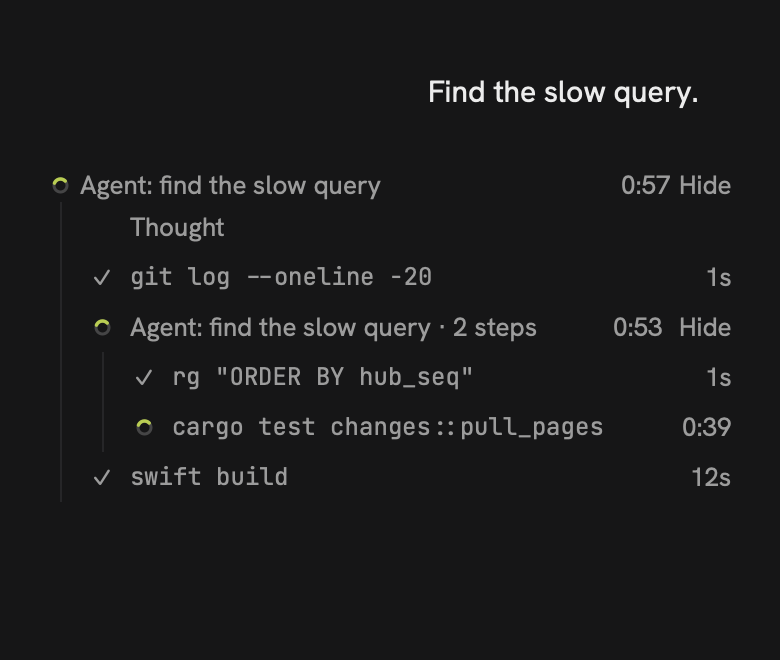 Find the slow query.
Agent: find the slow query 0:57 Hide
Thought
git log --oneline -20 1s
Agent: find the slow query · 2 steps 0:53 Hide
rg "ORDER BY hub_seq" 1s
cargo test changes::pull_pages 0:39
swift build 12s